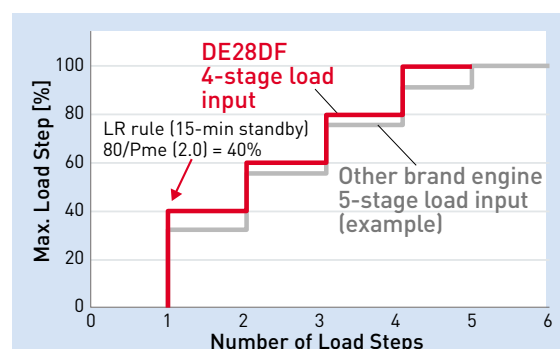 Max. Load Step [%]
100
80
60
40
20
0
DE28DF
4-stage load
input
LR rule (15-min standby)
80/Pme (2.0) = 40%
Other brand engine
5-stage load input
(example)
0 1 2 3 4 5 6
Number of Load Steps